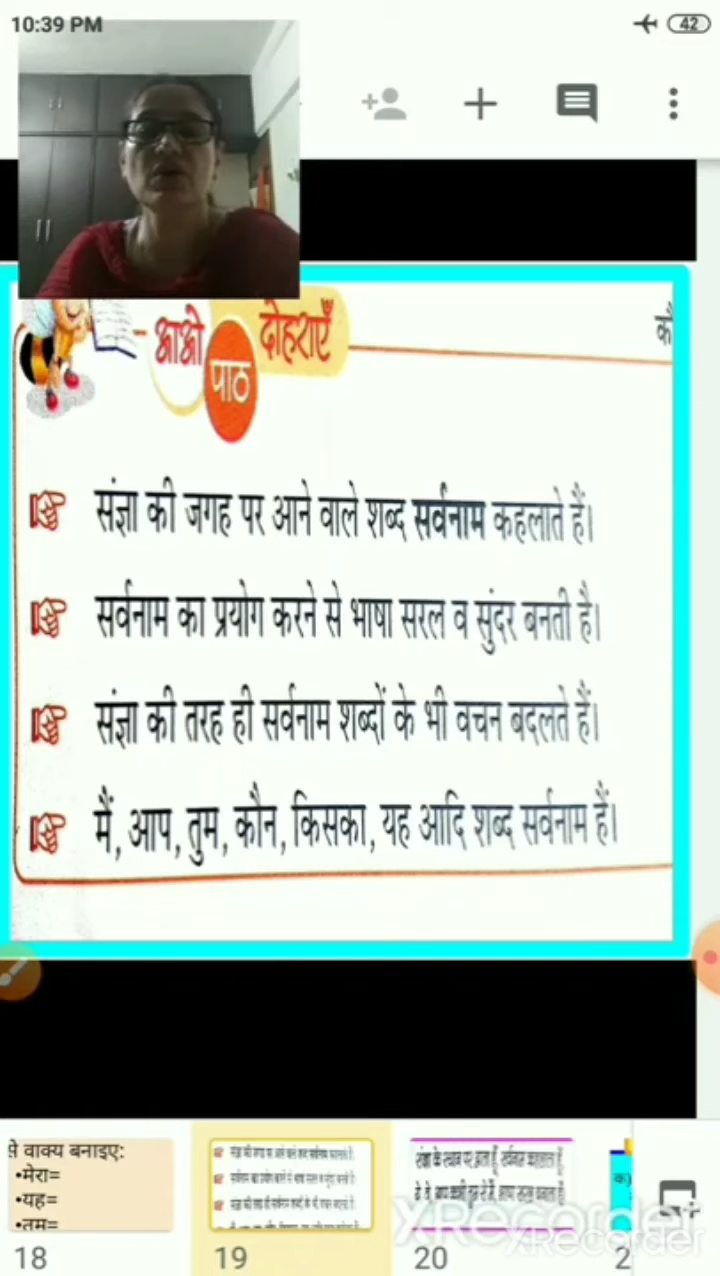 10:39 PM
42
आओ
दोहराएँ
पाठ
संज्ञा की जगह पर आने वाले शब्द सर्वनाम कहलाते हैं।
सर्वनाम का प्रयोग करने से भाषा सरल व सुंदर बनती है।
संज्ञा की तरह ही सर्वनाम शब्दों के भी वचन बदलते हैं।
मैं, आप, तुम, कौन, किसका, यह आदि शब्द सर्वनाम हैं।
से वाक्य बनाइए:
•मेरा=
•यह=
•तुम=
18
19
20
2
XRecorder
XRecorder